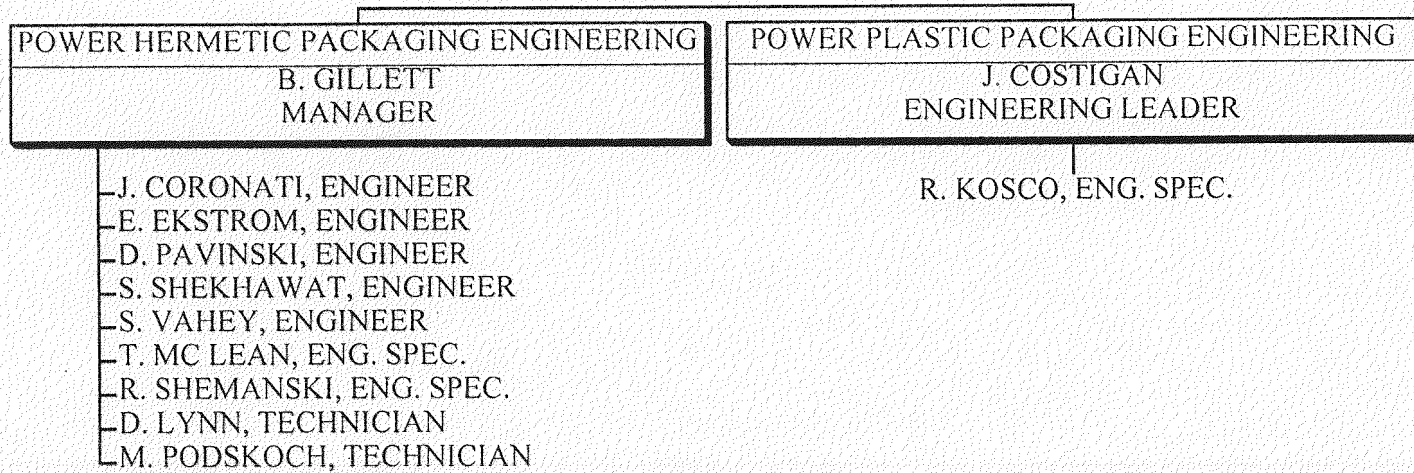 POWER HERMETIC PACKAGING ENGINEERING
B. GILLETT
MANAGER
J. CORONATI, ENGINEER
E. EKSTROM, ENGINEER
D. PAVINSKI, ENGINEER
S. SHEKHAWAT, ENGINEER
S. VAHEY, ENGINEER
T. MC LEAN, ENG. SPEC.
R. SHEMANSKI, ENG. SPEC.
D. LYNN, TECHNICIAN
M. PODSKOCH, TECHNICIAN
POWER PLASTIC PACKAGING ENGINEERING
J. COSTIGAN
ENGINEERING LEADER
R. KOSCO, ENG. SPEC.